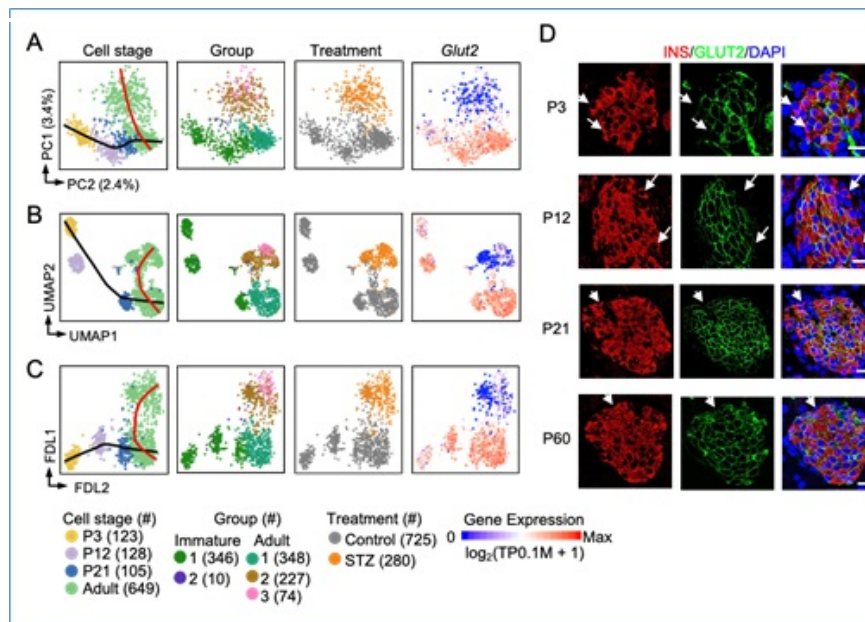 A
Cell stage
Group
Treatment
Glut2
PC1 (3.4%)
PC2 (2.4%)
B
UMAP2
UMAP1
C
FDL1
FDL2
Cell stage (#)
P3 (123)
P12 (128)
P21 (105)
Adult (649)
Group (#)
Immature
1 (346)
2 (10)
Adult
1 (348)
2 (227)
3 (74)
Treatment (#)
Control (725)
STZ (280)
Gene Expression
0
Max
log2(TP0.1M + 1)
D
INS/GLUT2/DAPI
P3
P12
P21
P60